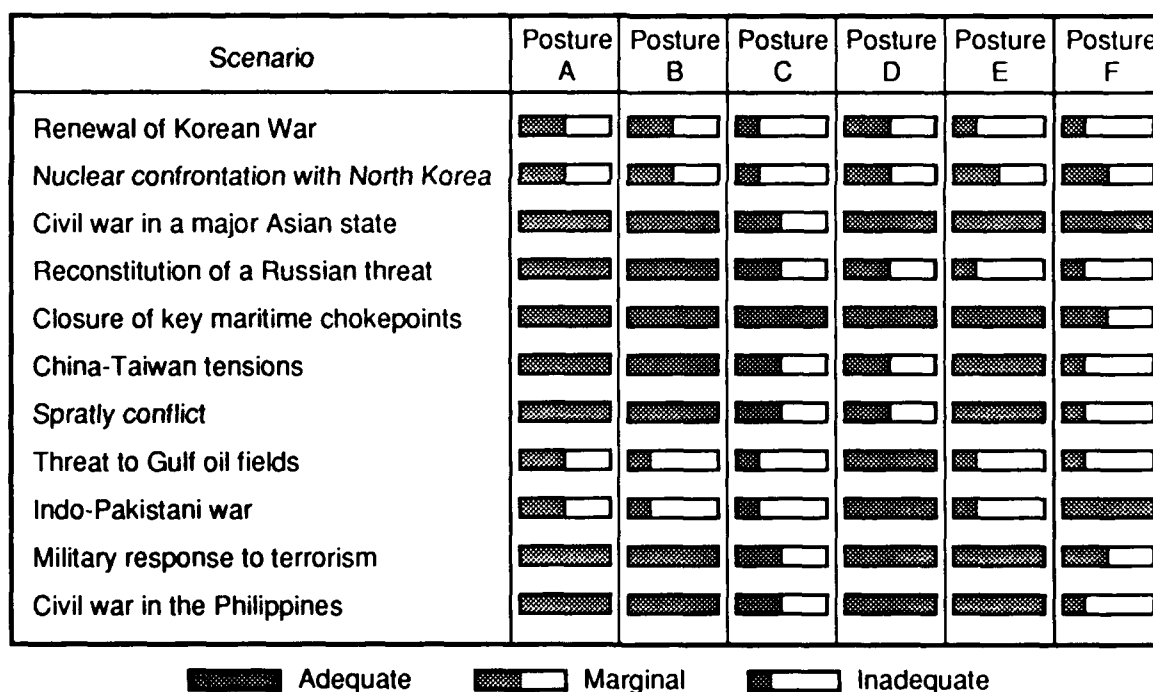 Scenario Posture A Posture B Posture C Posture D Posture E Posture F
Renewal of Korean War
Nuclear confrontation with North Korea
Civil war in a major Asian state
Reconstitution of a Russian threat
Closure of key maritime chokepoints
China-Taiwan tensions
Spratly conflict
Threat to Gulf oil fields
Indo-Pakistani war
Military response to terrorism
Civil war in the Philippines
Adequate Marginal Inadequate